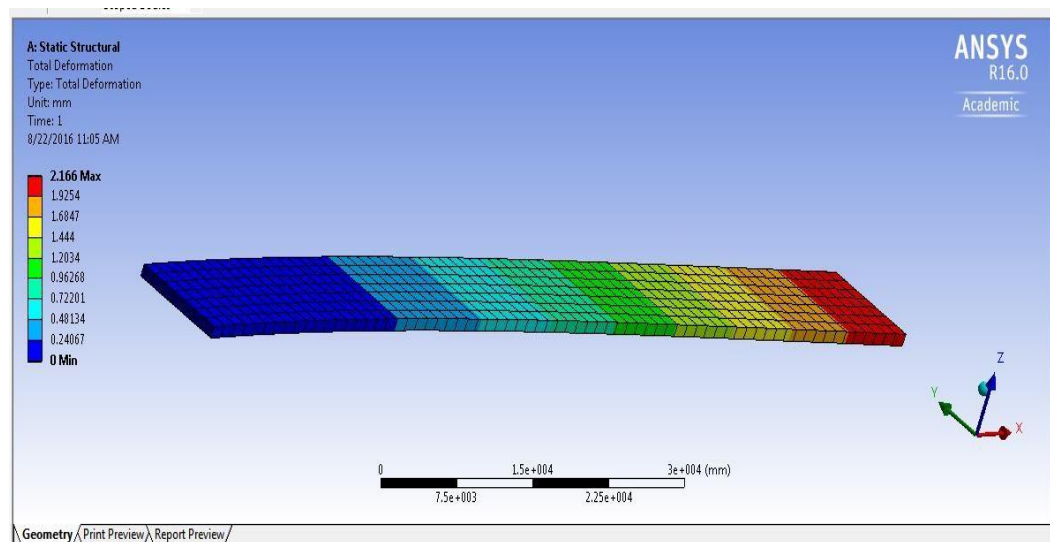 A: Static Structural
Total Deformation
Type: Total Deformation
Unit: mm
Time: 1
8/22/2016 11:05 AM
ANSYS
R16.0
Academic
2.166 Max
1.9254
1.6847
1.444
1.2034
0.96268
0.72201
0.48134
0.24067
0 Min
Z
Y
X
0 1.5e+004 3e+004 (mm)
7.5e+003 2.25e+004
Geometry Print Preview Report Preview